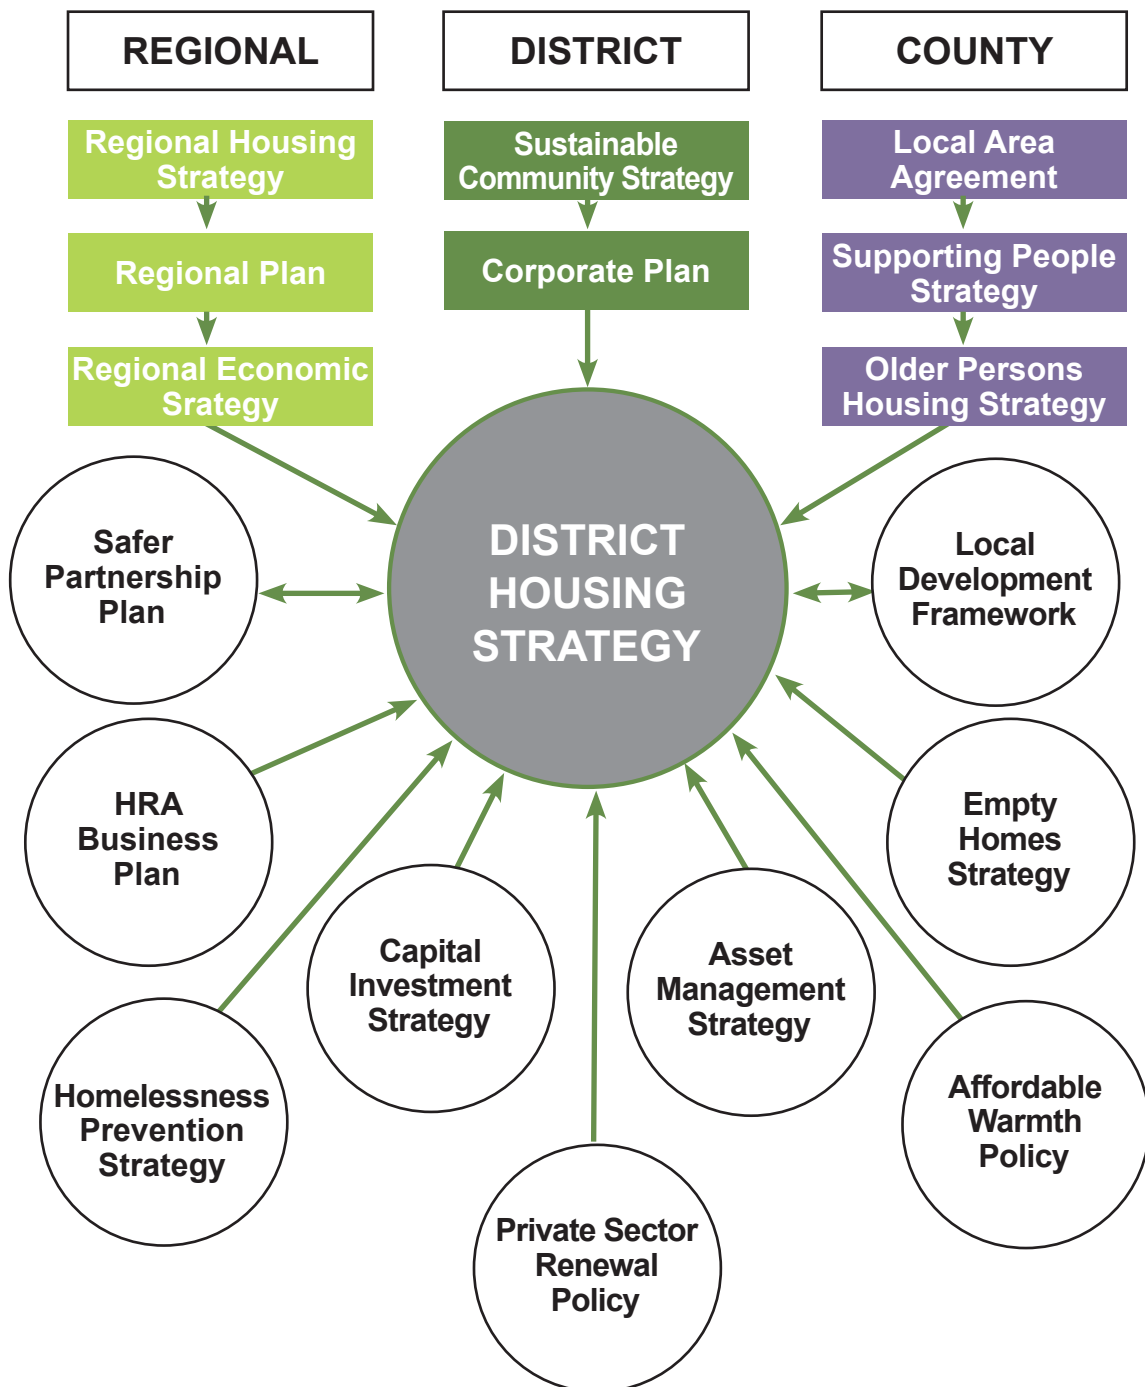 REGIONAL
DISTRICT
COUNTY
Regional Housing
Strategy
Sustainable
Community Strategy
Local Area
Agreement
Regional Plan
Corporate Plan
Supporting People
Strategy
Regional Economic
Srategy
Older Persons
Housing Strategy
DISTRICT
HOUSING
STRATEGY
Safer
Partnership
Plan
Local
Development
Framework
HRA
Business
Plan
Empty
Homes
Strategy
Capital
Investment
Strategy
Asset
Management
Strategy
Homelessness
Prevention
Strategy
Affordable
Warmth
Policy
Private Sector
Renewal
Policy